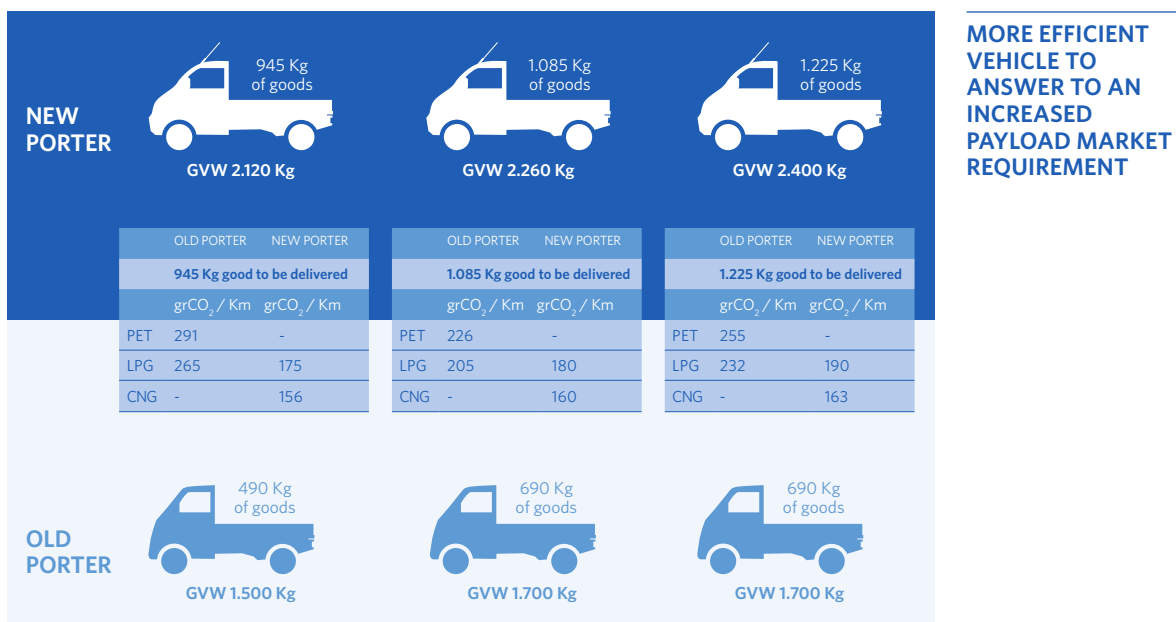 945 Kg
of goods
1.085 Kg
of goods
1.225 Kg
of goods
NEW
PORTER
GVW 2.120 Kg
GVW 2.260 Kg
GVW 2.400 Kg
MORE EFFICIENT
VEHICLE TO
ANSWER TO AN
INCREASED
PAYLOAD MARKET
REQUIREMENT
OLD PORTER NEW PORTER
945 Kg good to be delivered
grCO₂ / Km grCO₂ / Km
PET 291 -
LPG 265 175
CNG - 156
OLD PORTER NEW PORTER
1.085 Kg good to be delivered
grCO₂ / Km grCO₂ / Km
PET 226 -
LPG 205 180
CNG - 160
OLD PORTER NEW PORTER
1.225 Kg good to be delivered
grCO₂ / Km grCO₂ / Km
PET 255 -
LPG 232 190
CNG - 163
490 Kg
of goods
690 Kg
of goods
690 Kg
of goods
OLD
PORTER
GVW 1.500 Kg
GVW 1.700 Kg
GVW 1.700 Kg